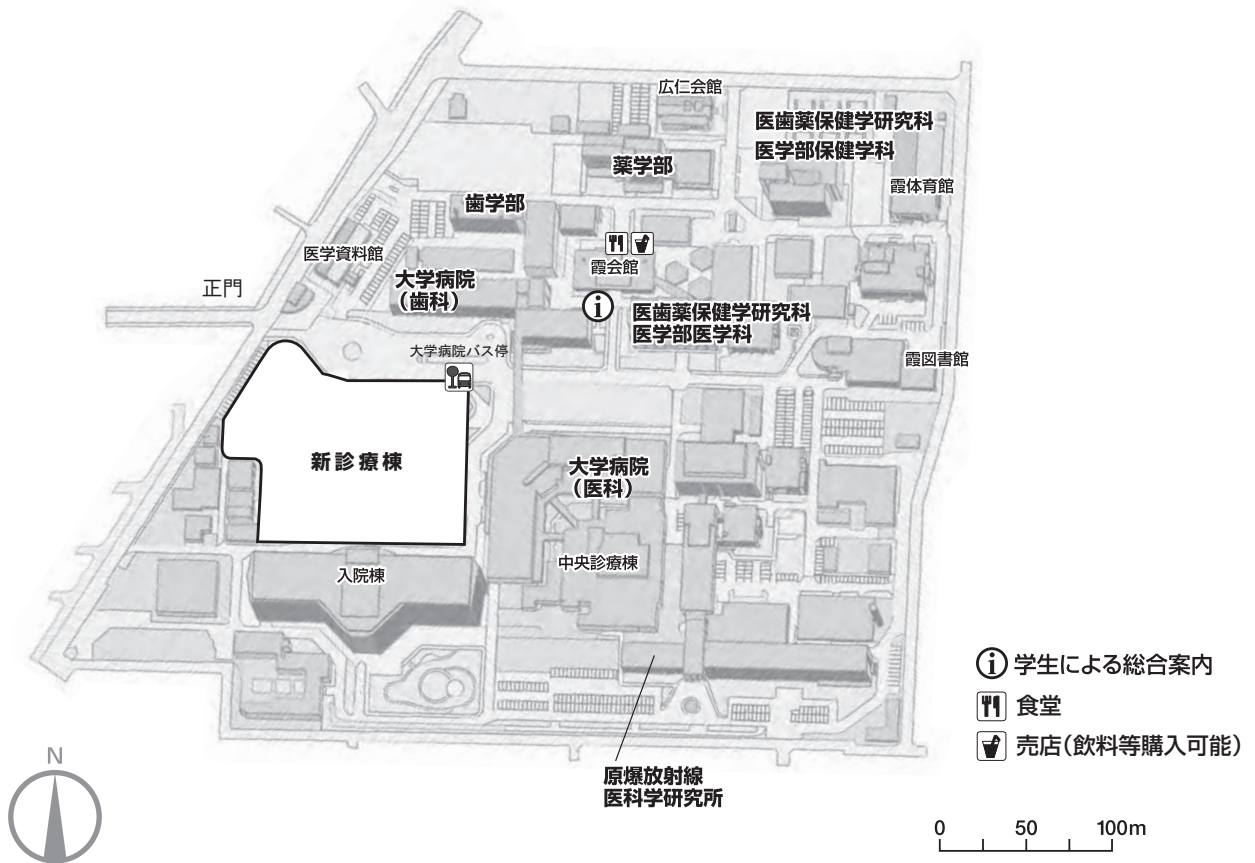 広仁会館
医歯薬保健学研究科
医学部保健学科
薬学部
霞体育館
歯学部
医学資料館
霞会館
大学病院
（歯科）
正門
医歯薬保健学研究科
医学部医学科
大学病院バス停
霞図書館
新診療棟
大学病院
（医科）
中央診療棟
入院棟
学生による総合案内
食堂
売店（飲料等購入可能）
原爆放射線
医科学研究所
N
0 50 100m